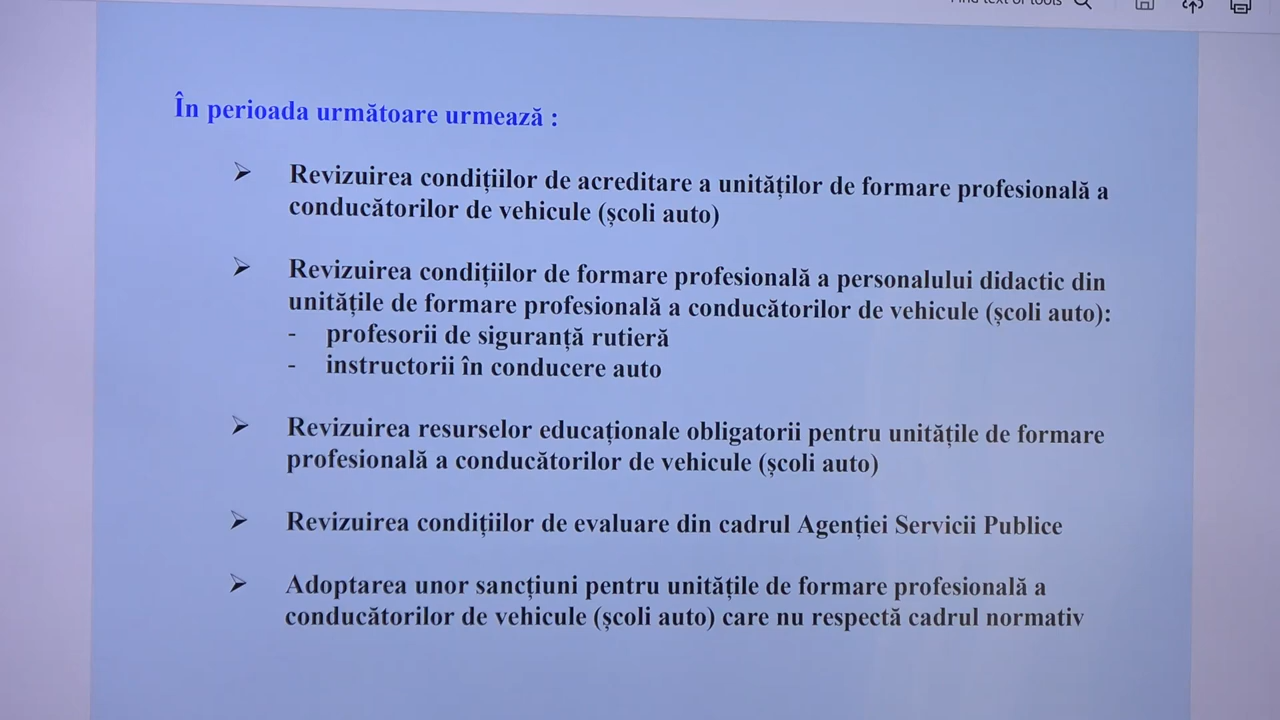 Find text or tools
În perioada următoare urmează :
➢ Revizuirea condițiilor de acreditare a unităților de formare profesională a
conducătorilor de vehicule (școli auto)
➢ Revizuirea condițiilor de formare profesională a personalului didactic din
unitățile de formare profesională a conducătorilor de vehicule (școli auto):
- profesorii de siguranță rutieră
- instructorii în conducere auto
➢ Revizuirea resurselor educaționale obligatorii pentru unitățile de formare
profesională a conducătorilor de vehicule (școli auto)
➢ Revizuirea condițiilor de evaluare din cadrul Agenției Servicii Publice
➢ Adoptarea unor sancțiuni pentru unitățile de formare profesională a
conducătorilor de vehicule (școli auto) care nu respectă cadrul normativ